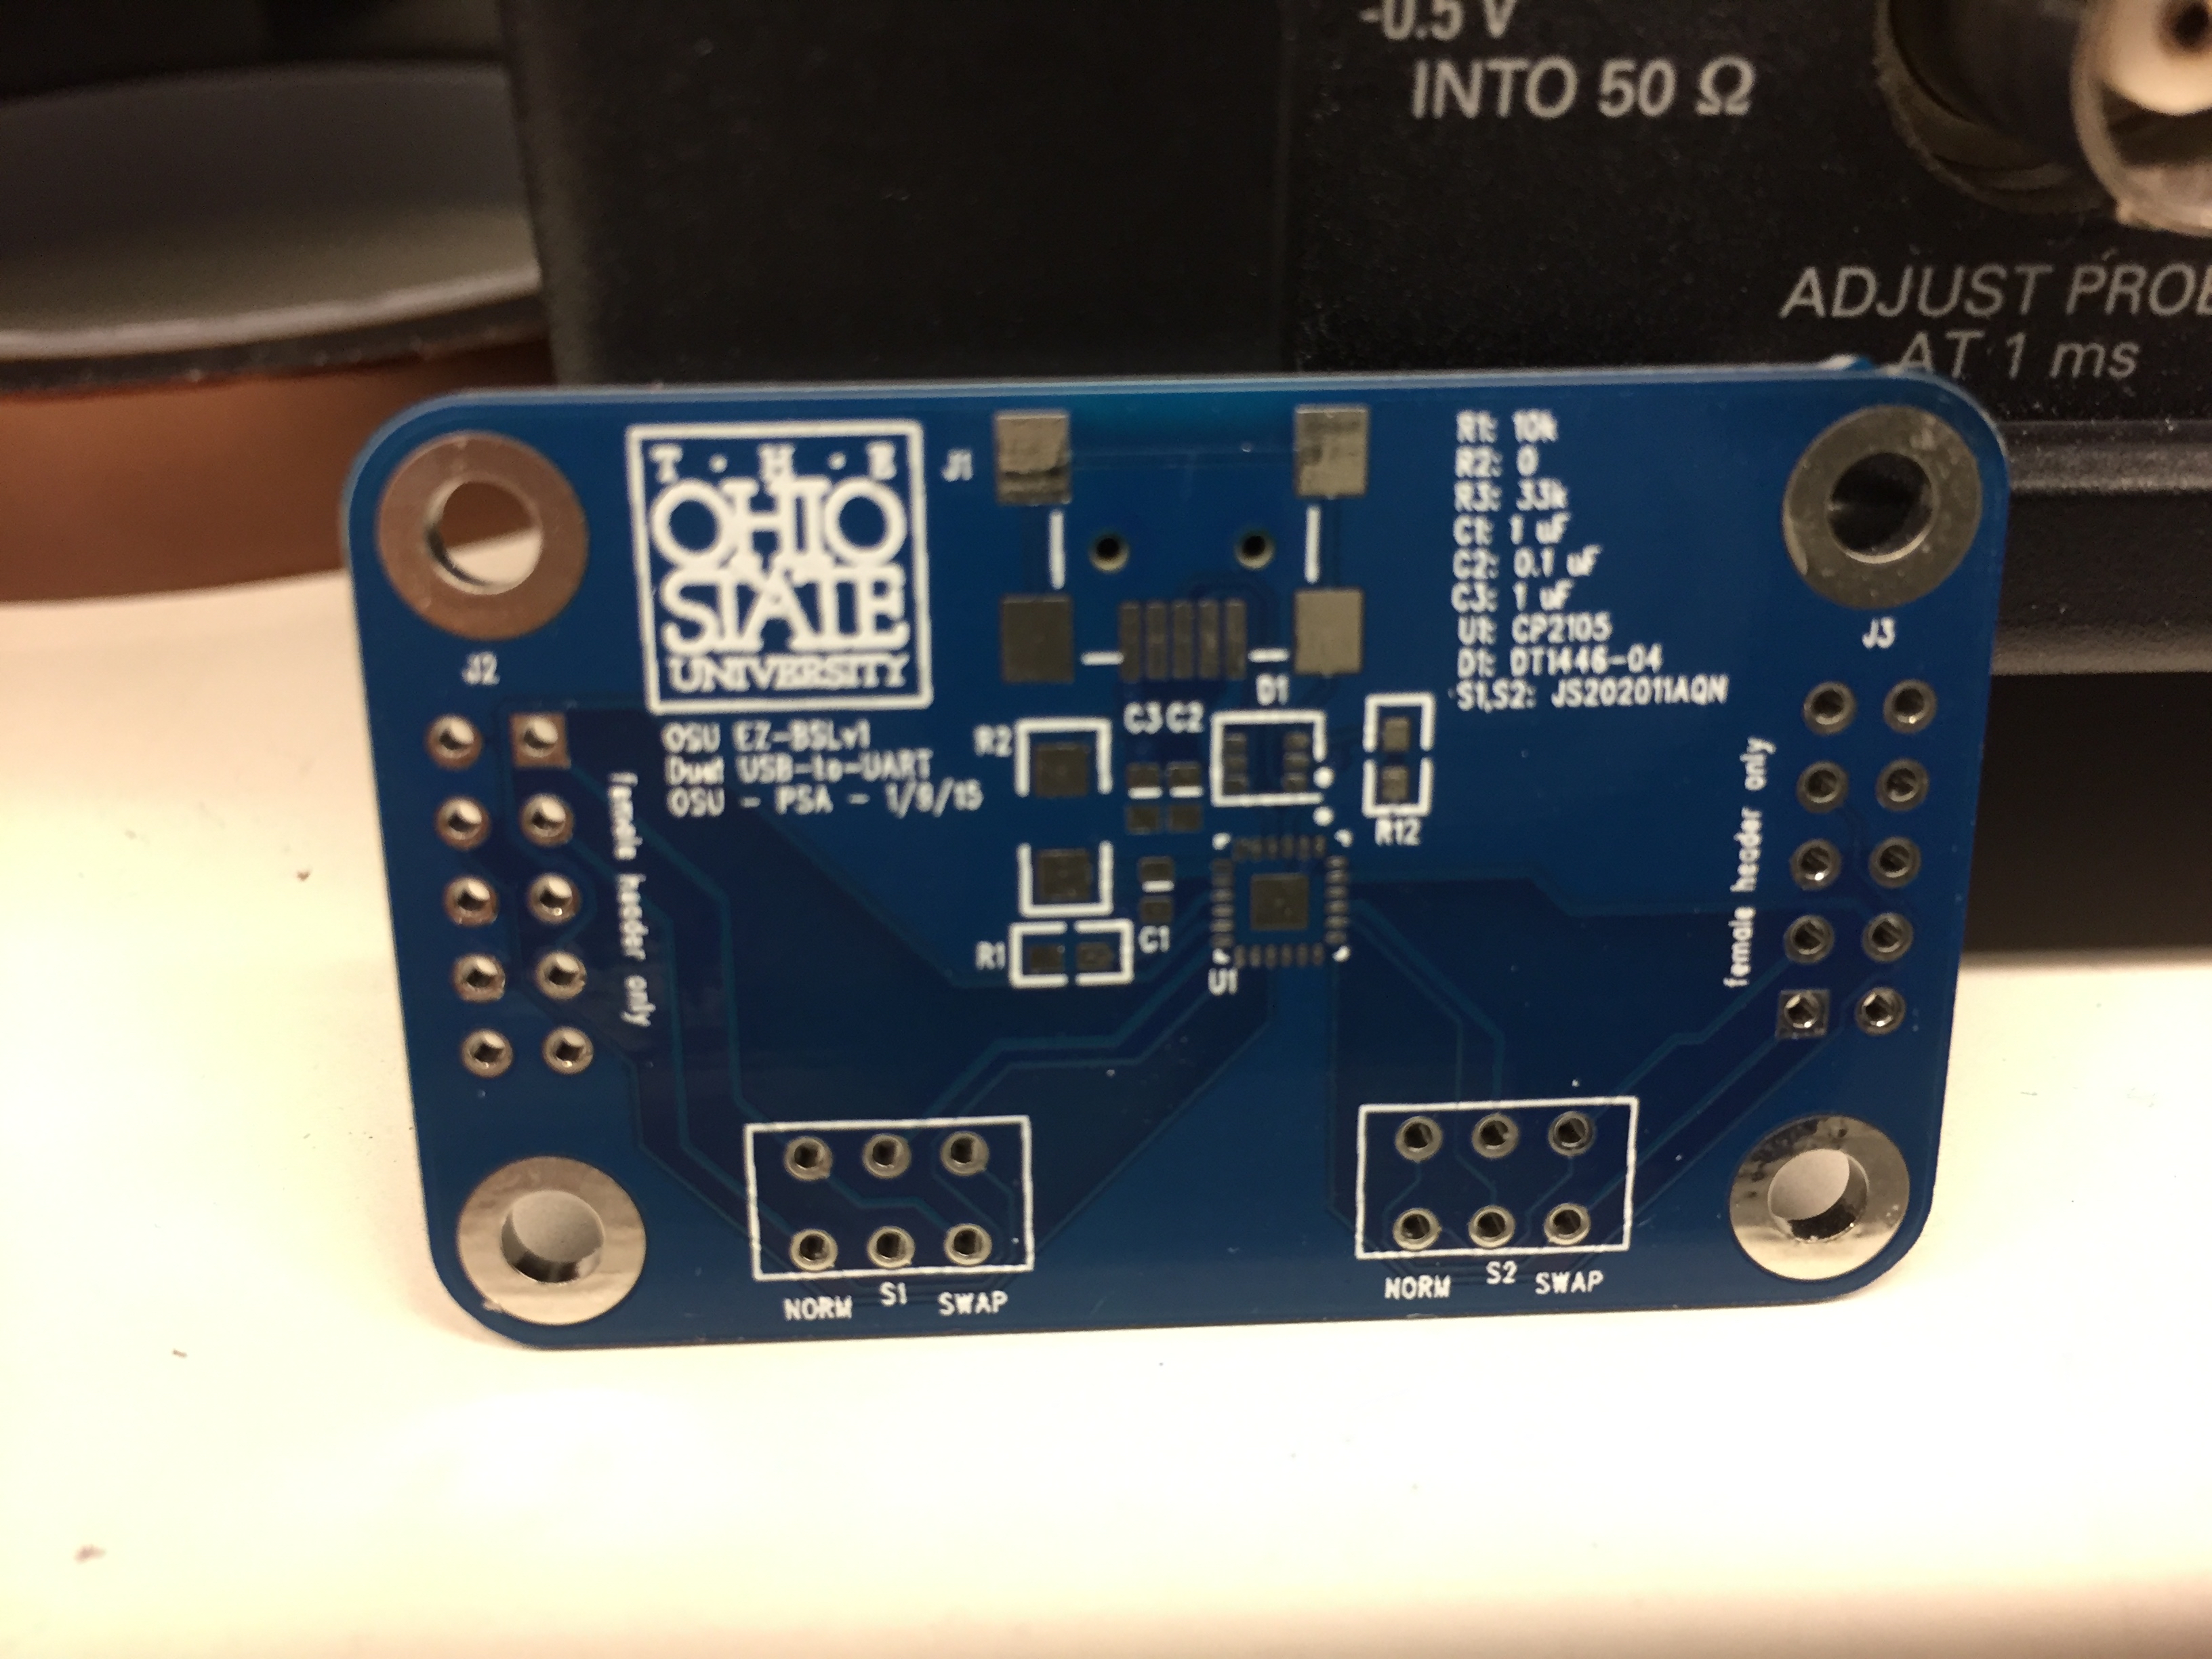 -0.5 V
INTO 50 Ω
ADJUST PROB
AT 1 ms
T · H · E
OHIO
STATE
UNIVERSITY
J1
R1: 10k
R2: 0
R3: 33k
C1: 1 uF
C2: 0.1 uF
C3: 1 uF
U1: CP2105
D1: DT1446-04
S1,S2: JS202011AQN
J2
J3
OSU EZ-BSLv1
Dual USB-to-UART
OSU - PSA - 1/9/15
R2
C3 C2
D1
R12
R1
C1
U1
female header only
female header only
NORM S1 SWAP
NORM S2 SWAP